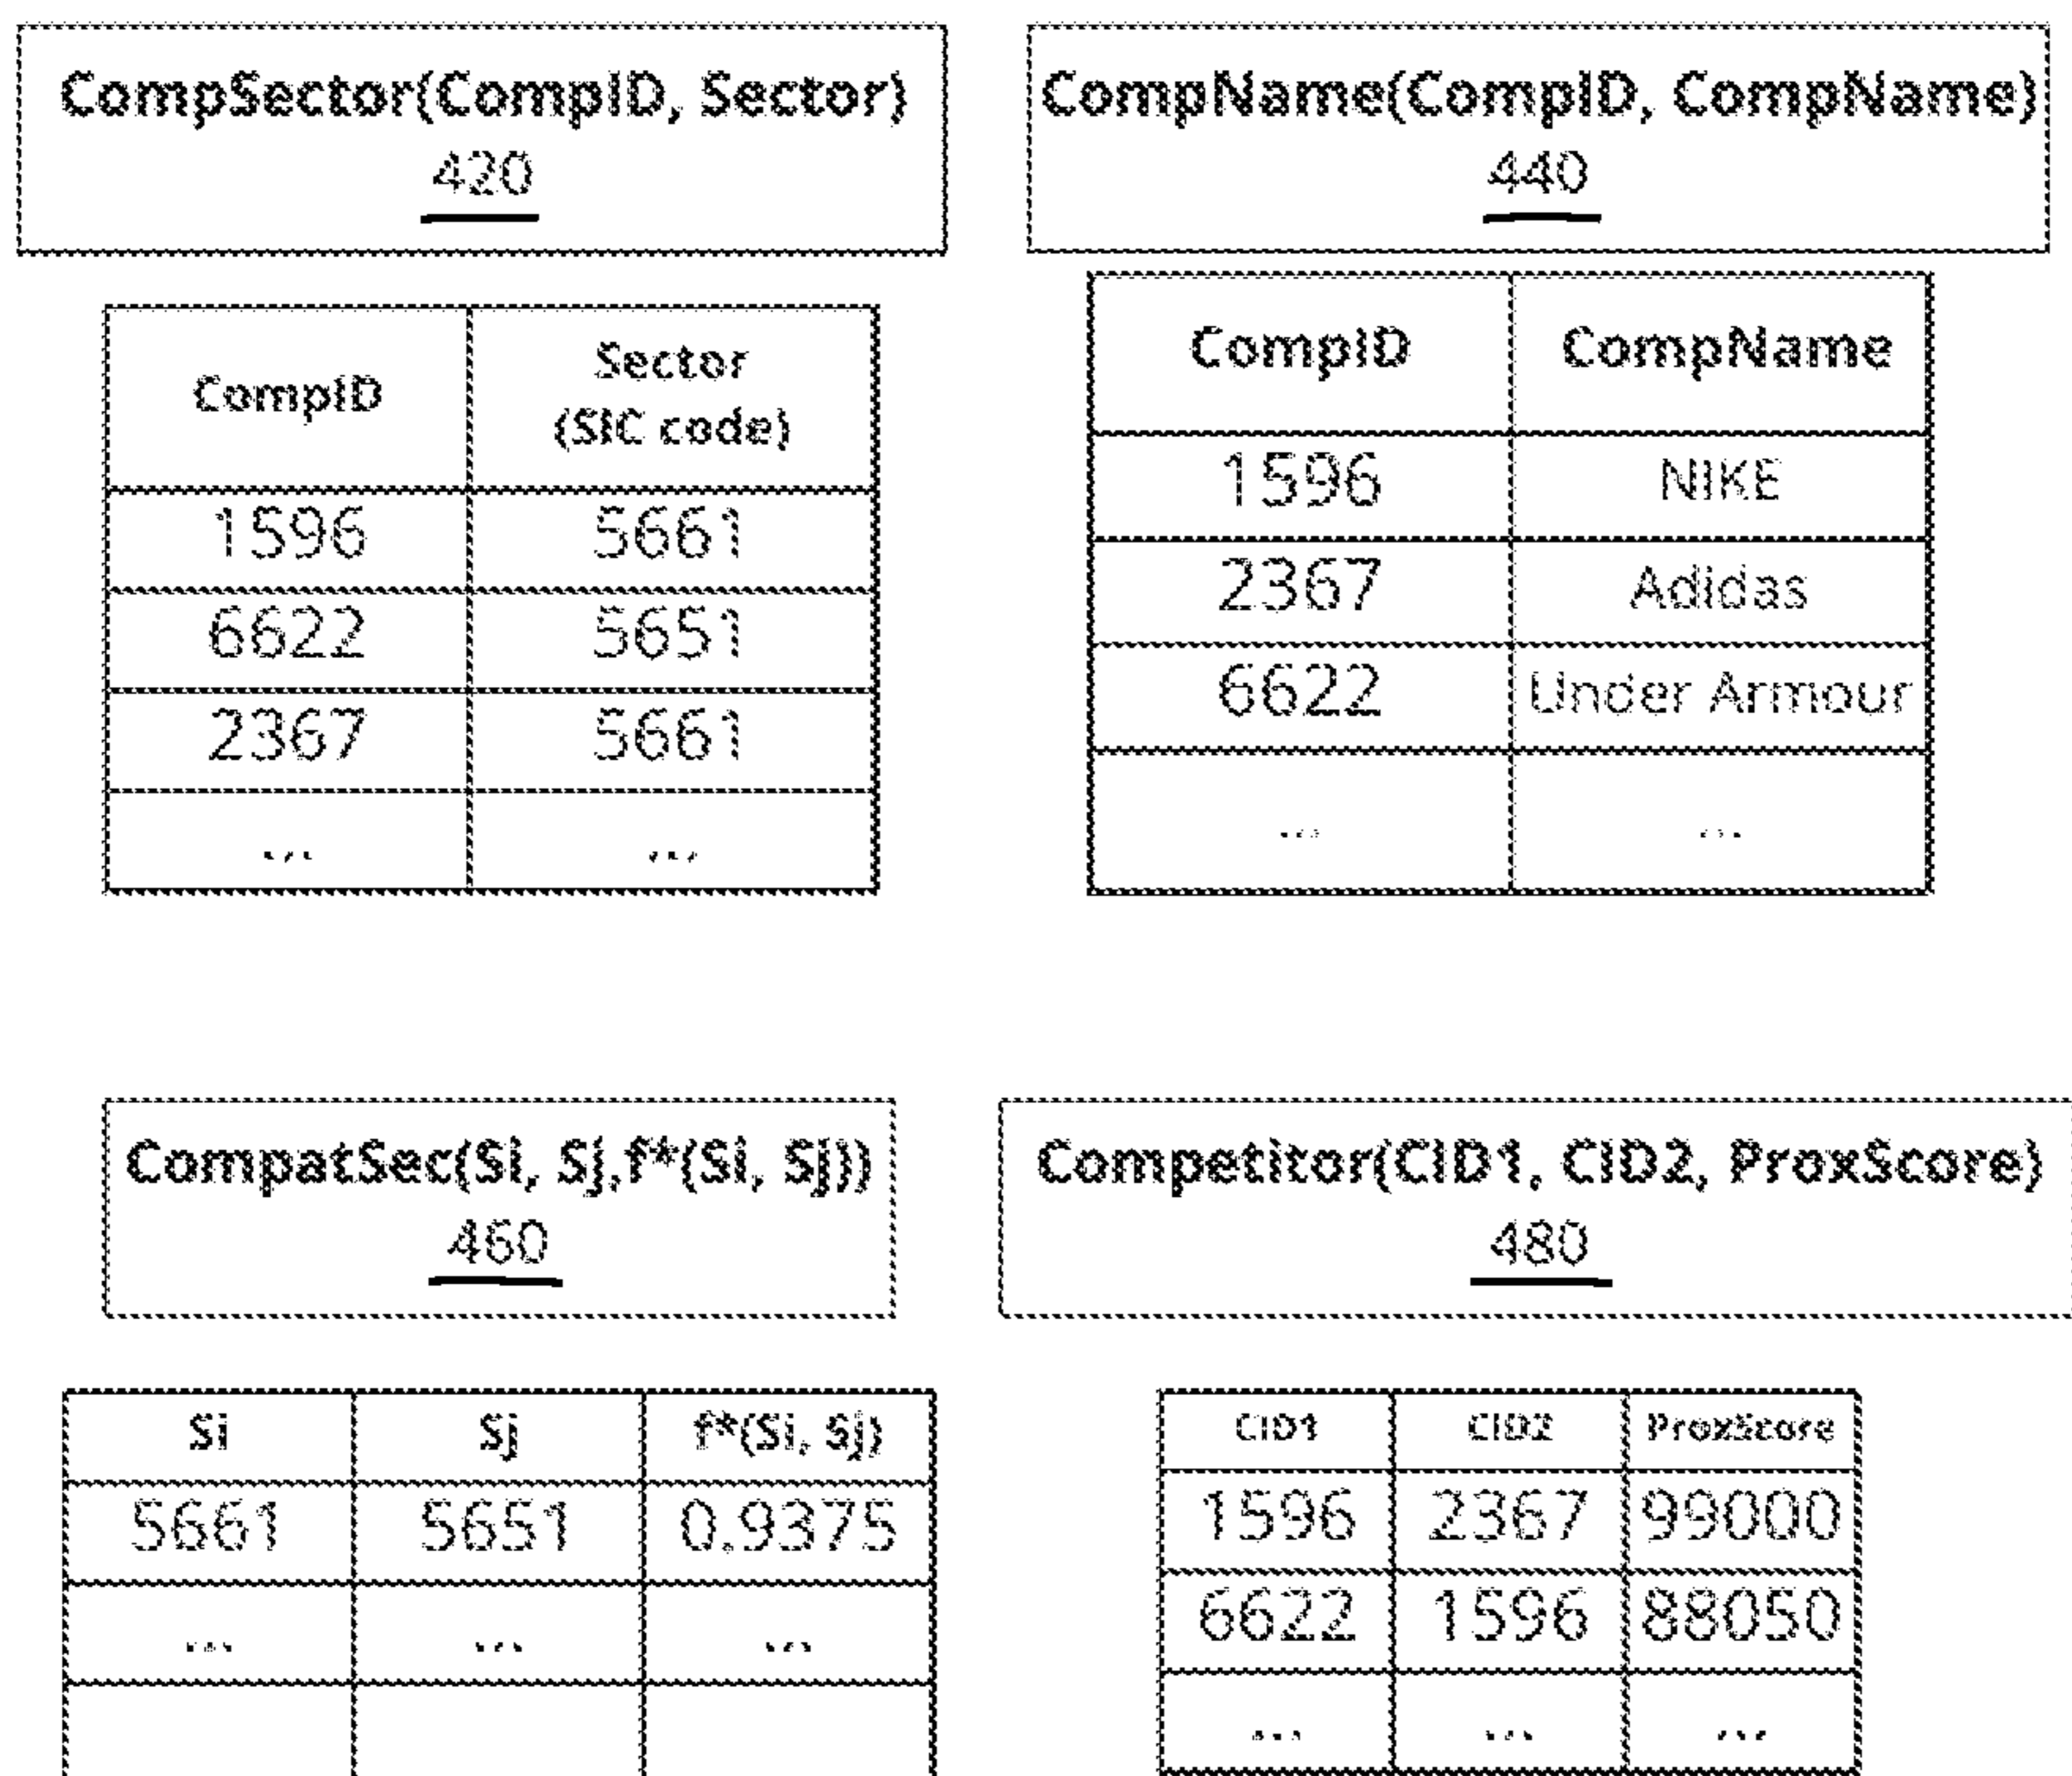 CompSector(CompID, Sector)
420
CompID
Sector
(SIC code)
1596 5661
6622 5651
2367 5661
... ...
CompName(CompID, CompName)
440
CompID CompName
1596 NIKE
2367 Adidas
6622 Under Armour
... ...
CompatSec(Si, Sj,f*(Si, Sj))
460
Si Sj f*(Si, Sj)
5661 5651 0.9375
... ... ...
Competitor(CID1, CID2, ProxScore)
480
CID1 CID2 ProxScore
1596 2367 99000
6622 1596 88050
... ... ...